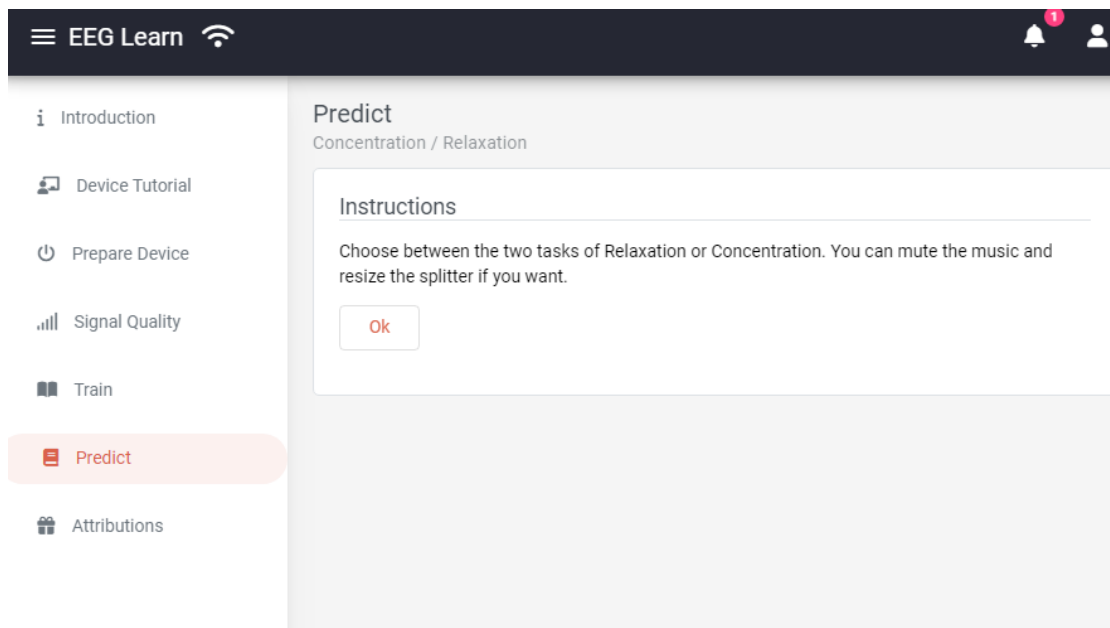 EEG Learn
1
Introduction
Device Tutorial
Prepare Device
Signal Quality
Train
Predict
Attributions
Predict
Concentration / Relaxation
Instructions
Choose between the two tasks of Relaxation or Concentration. You can mute the music and
resize the splitter if you want.
Ok